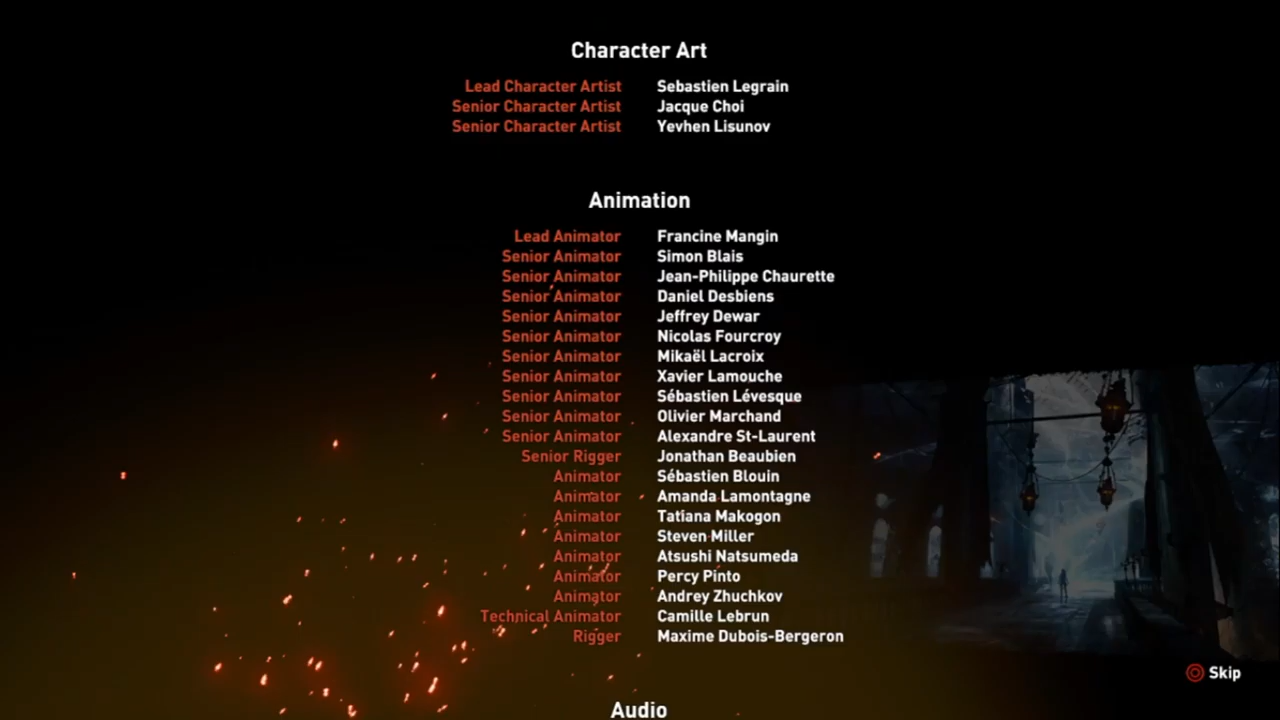 Character Art
Lead Character Artist Sebastien Legrain
Senior Character Artist Jacque Choi
Senior Character Artist Yevhen Lisunov
Animation
Lead Animator Francine Mangin
Senior Animator Simon Blais
Senior Animator Jean-Philippe Chaurette
Senior Animator Daniel Desbiens
Senior Animator Jeffrey Dewar
Senior Animator Nicolas Fourcroy
Senior Animator Mikaël Lacroix
Senior Animator Xavier Lamouche
Senior Animator Sébastien Lévesque
Senior Animator Olivier Marchand
Senior Animator Alexandre St-Laurent
Senior Rigger Jonathan Beaubien
Animator Sébastien Blouin
Animator Amanda Lamontagne
Animator Tatïana Makogon
Animator Steven Miller
Animator Atsushi Natsumeda
Animator Percy Pinto
Animator Andrey Zhuchkov
Technical Animator Camille Lebrun
Rigger Maxime Dubois-Bergeron
Skip
Audio